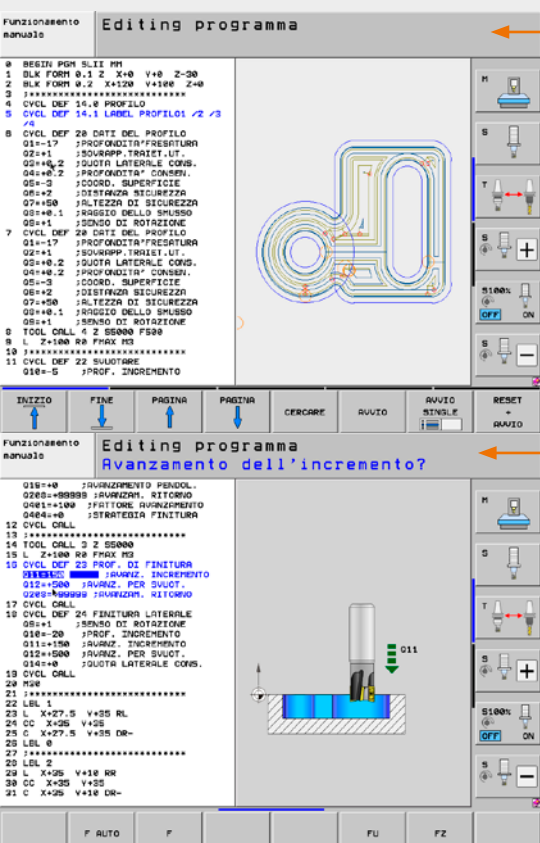 Funzionamento
manuale
Editing programma
0 BEGIN PGM SLII MM
1 BLK FORM 0.1 Z X+0 Y+0 Z-30
2 BLK FORM 0.2 X+120 Y+100 Z+0
3 ;****************************
4 CYCL DEF 14.0 PROFILO
5 CYCL DEF 14.1 LABEL PROFILO1 /2 /3
/4
6 CYCL DEF 20 DATI DEL PROFILO
Q1=-17 ;PROFONDITA'FRESATURA
Q2=+1 ;SOVRAPP.TRAIET.UT.
Q3=+0.2 ;QUOTA LATERALE CONS.
Q4=+0.2 ;PROFONDITA' CONSEN.
Q5=-3 ;COORD. SUPERFICIE
Q6=+2 ;DISTANZA SICUREZZA
Q7=+50 ;ALTEZZA DI SICUREZZA
Q8=+0.1 ;RAGGIO DELLO SMUSSO
Q9=+1 ;SENSO DI ROTAZIONE
7 CYCL DEF 20 DATI DEL PROFILO
Q1=-17 ;PROFONDITA'FRESATURA
Q2=+1 ;SOVRAPP.TRAIET.UT.
Q3=+0.2 ;QUOTA LATERALE CONS.
Q4=+0.2 ;PROFONDITA' CONSEN.
Q5=-3 ;COORD. SUPERFICIE
Q6=+2 ;DISTANZA SICUREZZA
Q7=+50 ;ALTEZZA DI SICUREZZA
Q8=+0.1 ;RAGGIO DELLO SMUSSO
Q9=+1 ;SENSO DI ROTAZIONE
8 TOOL CALL 4 Z S5000 F500
9 L Z+100 R0 FMAX M3
10 ;****************************
11 CYCL DEF 22 SVUOTARE
Q10=-5 ;PROF. INCREMENTO
M
S
T
S
S100%
OFF ON
S
INIZIO
FINE
PAGINA
PAGINA
CERCARE
AVVIO
AVVIO
SINGLE
RESET
+
AVVIO
Funzionamento
manuale
Editing programma
Avanzamento dell'incremento?
Q19=+0 ;AVANZAMENTO PENDOL.
Q208=+99999 ;AVANZAM. RITORNO
Q401=+100 ;FATTORE AVANZAMENTO
Q404=+0 ;STRATEGIA FINITURA
12 CYCL CALL
13 ;****************************
14 TOOL CALL 3 Z S5000
15 L Z+100 R0 FMAX M3
16 CYCL DEF 23 PROF. DI FINITURA
Q11=150 ;AVANZ. INCREMENTO
Q12=+500 ;AVANZ. PER SVUOT.
Q208=+99999 ;AVANZAM. RITORNO
17 CYCL CALL
18 CYCL DEF 24 FINITURA LATERALE
Q9=+1 ;SENSO DI ROTAZIONE
Q10=-20 ;PROF. INCREMENTO
Q11=+150 ;AVANZ. INCREMENTO
Q12=+500 ;AVANZ. PER SVUOT.
Q14=+0 ;QUOTA LATERALE CONS.
19 CYCL CALL
20 M30
21 ;****************************
22 LBL 1
23 L X+27.5 Y+35 RL
24 CC X+35 Y+35
25 C X+27.5 Y+35 DR-
26 LBL 0
27 ;****************************
28 LBL 2
29 L X+35 Y+10 RR
30 CC X+35 Y+35
31 C X+35 Y+10 DR-
Q11
M
S
T
S
S100%
OFF ON
S
F AUTO
F
FU
FZ